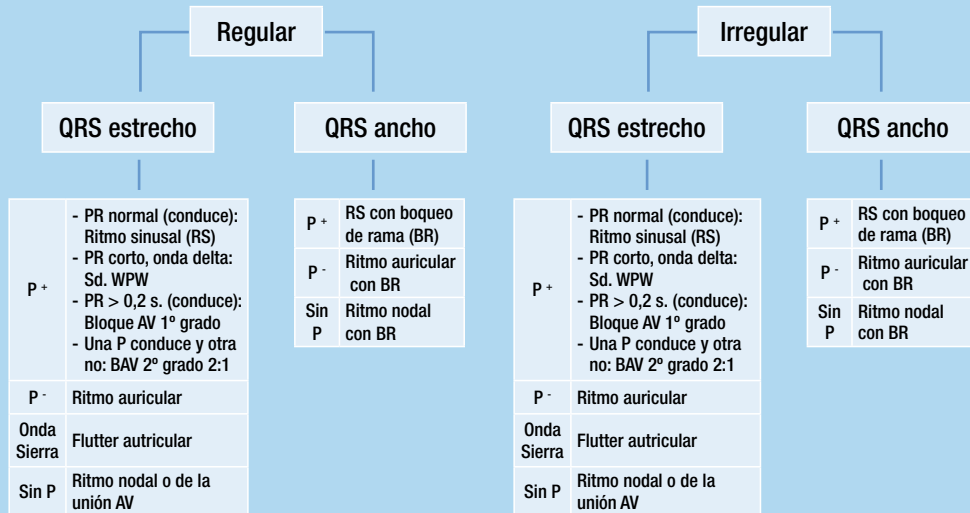 Regular
Irregular
QRS estrecho
QRS ancho
QRS estrecho
QRS ancho
P +
- PR normal (conduce):
Ritmo sinusal (RS)
- PR corto, onda delta:
Sd. WPW
- PR > 0,2 s. (conduce):
Bloque AV 1º grado
- Una P conduce y otra
no: BAV 2º grado 2:1
P -
Ritmo auricular
Onda
Sierra
Flutter autricular
Sin P
Ritmo nodal o de la
unión AV
P +
RS con boqueo
de rama (BR)
P -
Ritmo auricular
con BR
Sin
P
Ritmo nodal
con BR
P +
- PR normal (conduce):
Ritmo sinusal (RS)
- PR corto, onda delta:
Sd. WPW
- PR > 0,2 s. (conduce):
Bloque AV 1º grado
- Una P conduce y otra
no: BAV 2º grado 2:1
P -
Ritmo auricular
Onda
Sierra
Flutter autricular
Sin P
Ritmo nodal o de la
unión AV
P +
RS con boqueo
de rama (BR)
P -
Ritmo auricular
con BR
Sin
P
Ritmo nodal
con BR